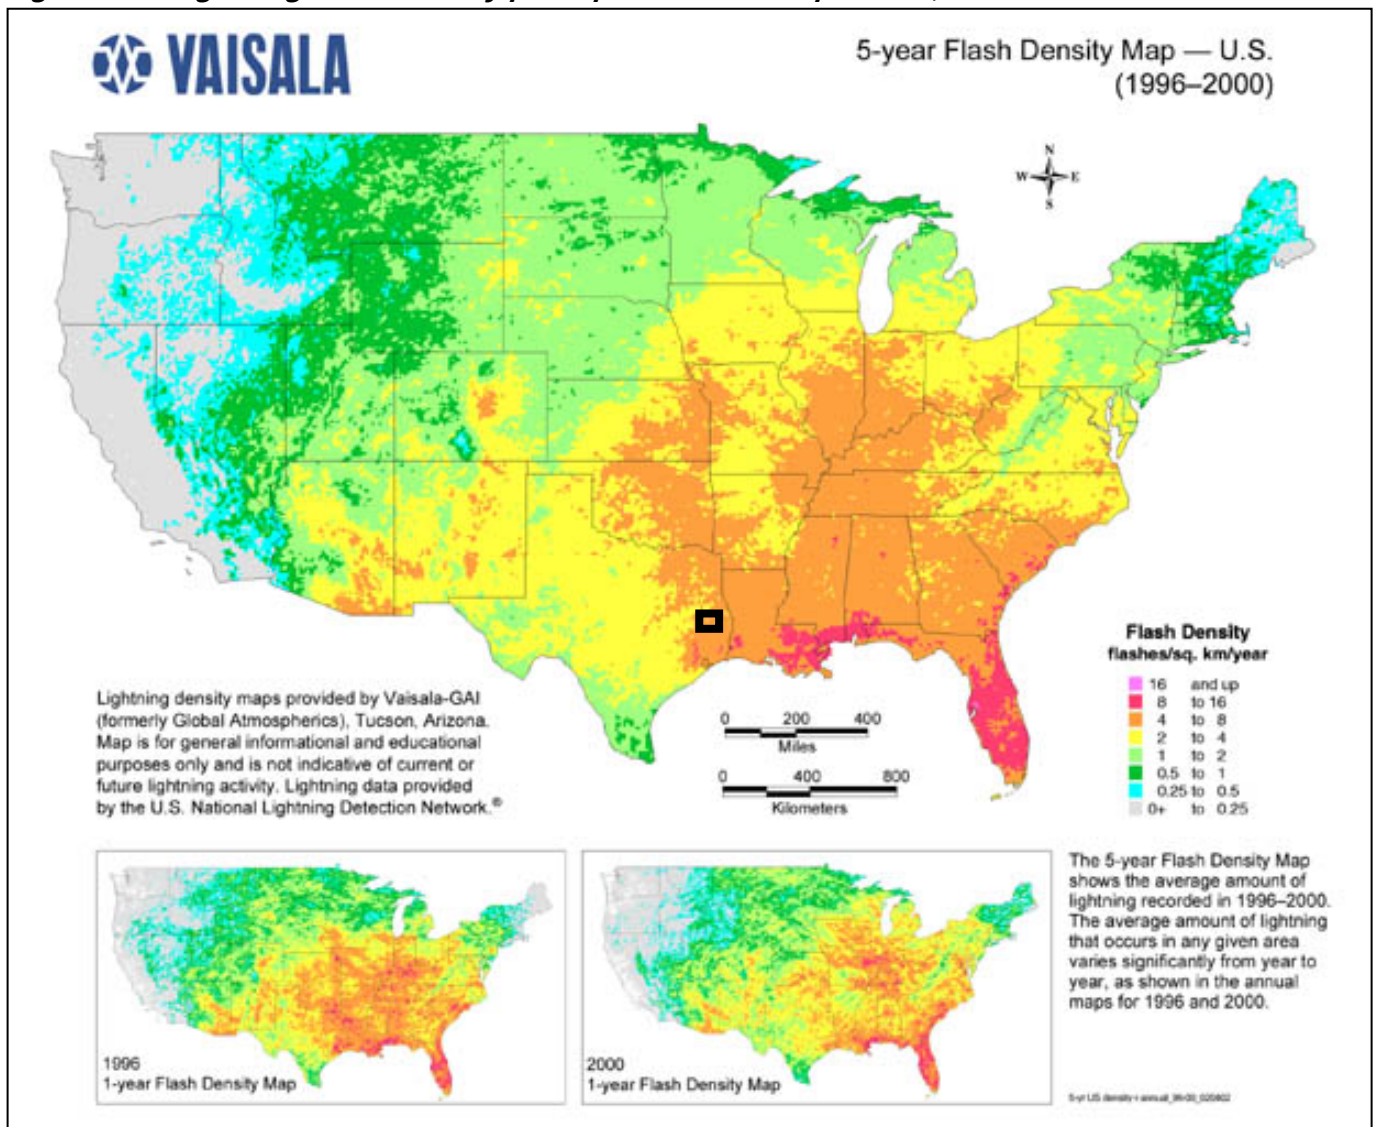 VAISALA
5-year Flash Density Map — U.S.
(1996–2000)
N
W E
S
Flash Density
flashes/sq. km/year
16 and up
8 to 16
4 to 8
2 to 4
1 to 2
0.5 to 1
0.25 to 0.5
0+ to 0.25
Lightning density maps provided by Vaisala-GAI
(formerly Global Atmospherics), Tucson, Arizona.
Map is for general informational and educational
purposes only and is not indicative of current or
future lightning activity. Lightning data provided
by the U.S. National Lightning Detection Network.®
0 200 400
Miles
0 400 800
Kilometers
1996
1-year Flash Density Map
2000
1-year Flash Density Map
The 5-year Flash Density Map
shows the average amount of
lightning recorded in 1996–2000.
The average amount of lightning
that occurs in any given area
varies significantly from year to
year, as shown in the annual
maps for 1996 and 2000.